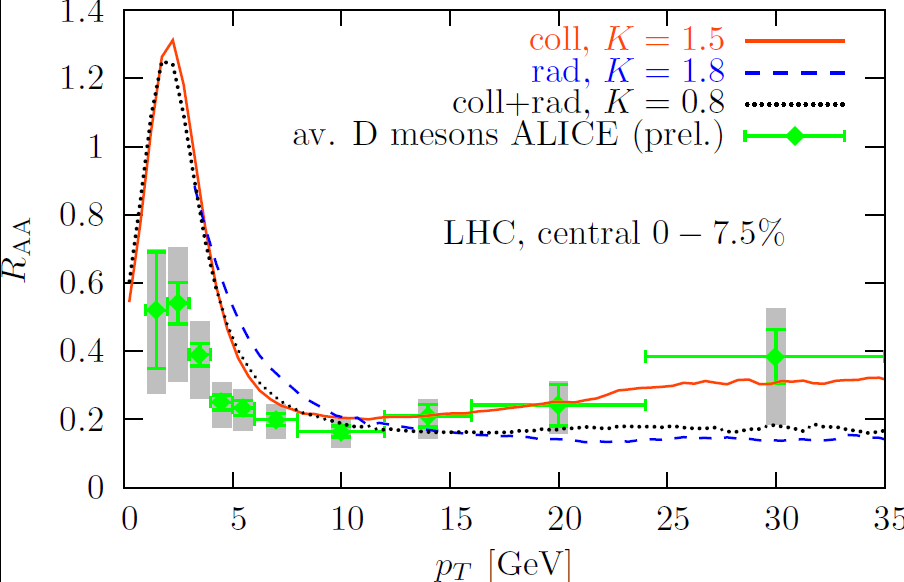 1.4
1.2
1
0.8
0.6
0.4
0.2
0
R_AA
coll, K = 1.5
rad, K = 1.8
coll+rad, K = 0.8
av. D mesons ALICE (prel.)
LHC, central 0 − 7.5%
0 5 10 15 20 25 30 35
p_T [GeV]